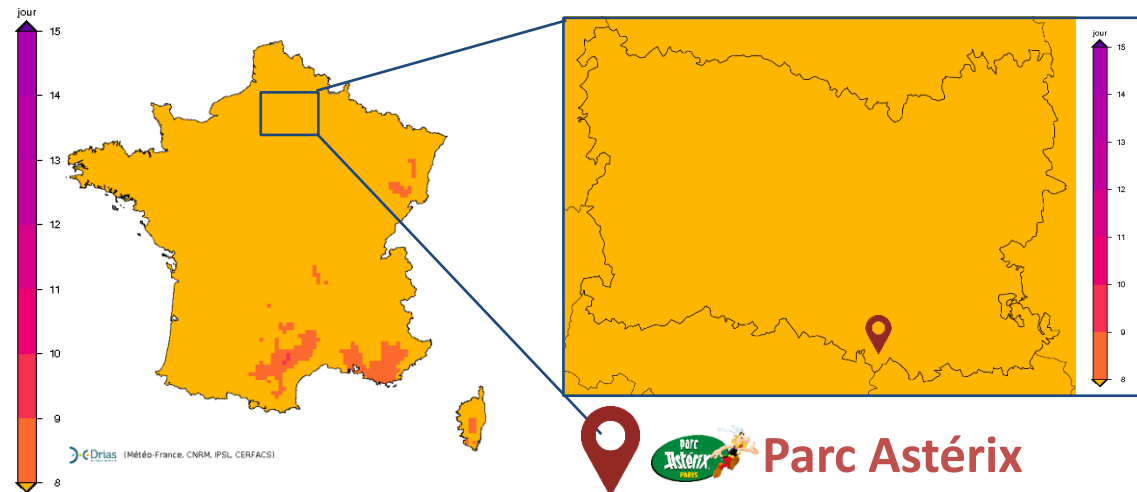 jour
15
14
13
12
11
10
9
8
jour
15
14
13
12
11
10
9
8
Drias (Météo-France, CNRM, IPSL, CERFACS)
parc
Astérix
PARIS
Parc Astérix